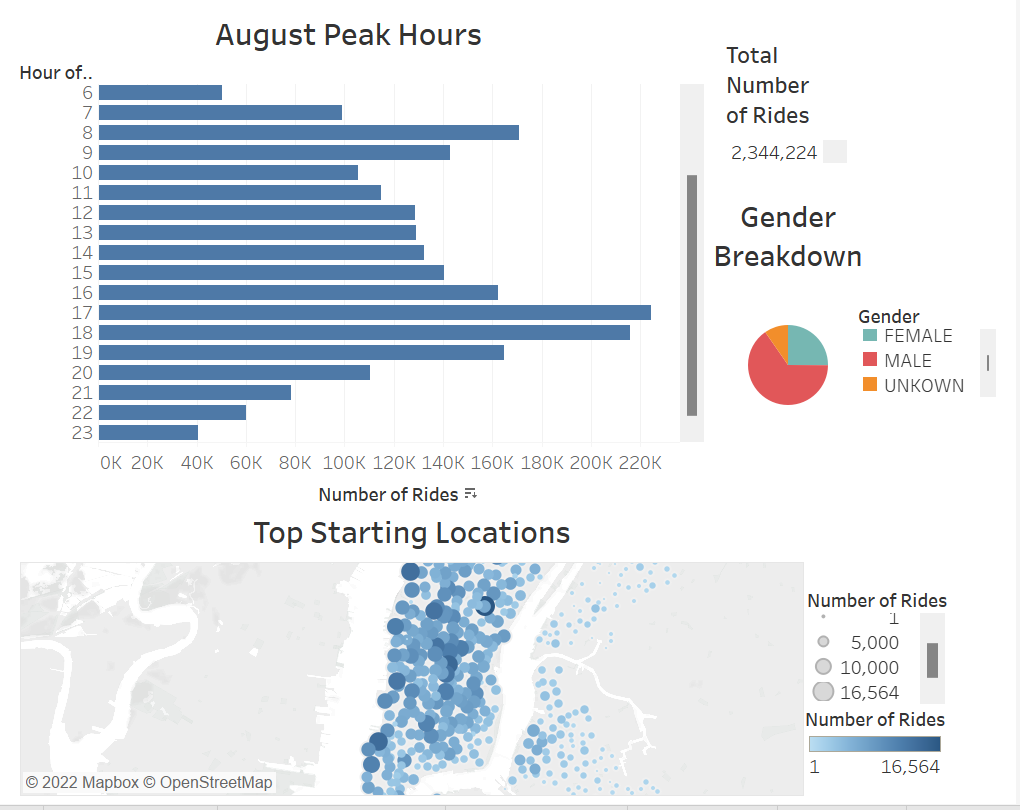 August Peak Hours
Hour of..
6
7
8
9
10
11
12
13
14
15
16
17
18
19
20
21
22
23
0K 20K 40K 60K 80K 100K 120K 140K 160K 180K 200K 220K
Number of Rides
Total
Number
of Rides
2,344,224
Gender
Breakdown
Gender
FEMALE
MALE
UNKOWN
Top Starting Locations
© 2022 Mapbox © OpenStreetMap
Number of Rides
1
5,000
10,000
16,564
Number of Rides
1 16,564